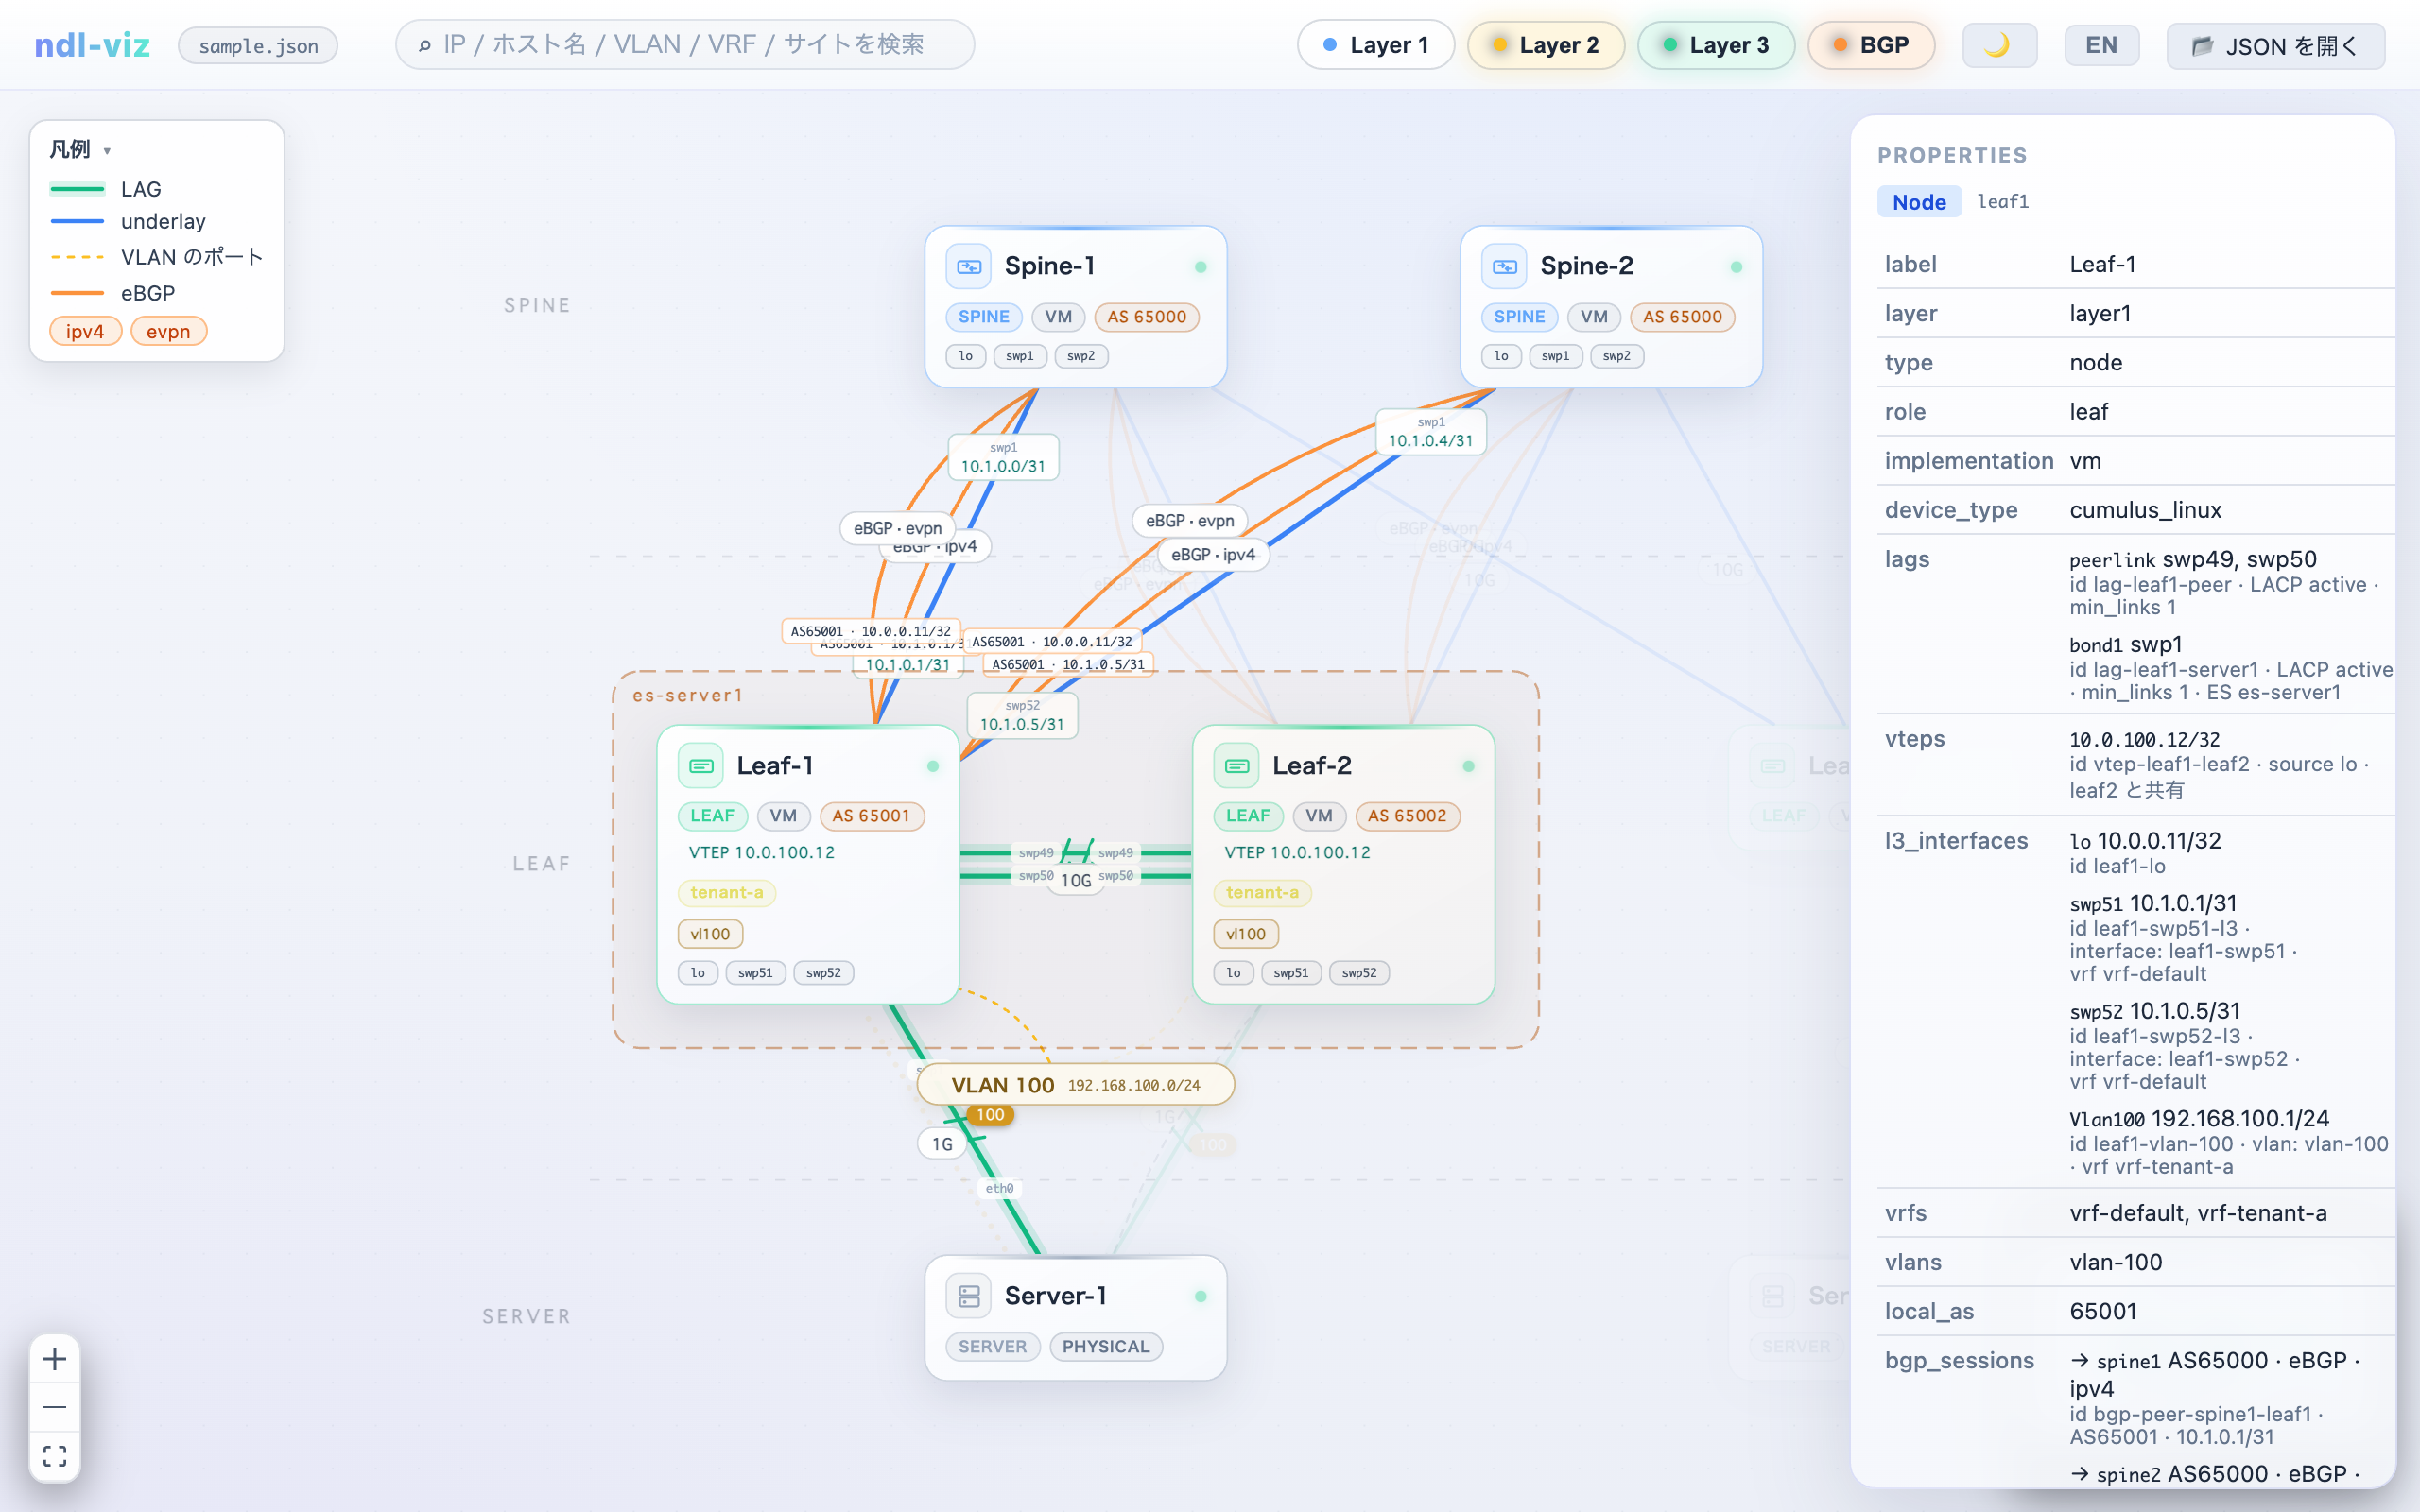 ndl-viz
sample.json
IP / ホスト名 / VLAN / VRF / サイトを検索
Layer 1
Layer 2
Layer 3
BGP
EN
JSON を開く
凡例
LAG
underlay
VLAN のポート
eBGP
ipv4 evpn
SPINE
Spine-1
SPINE VM AS 65000
lo swp1 swp2
Spine-2
SPINE VM AS 65000
lo swp1 swp2
swp1
10.1.0.0/31
swp1
10.1.0.4/31
eBGP · evpn
eBGP · ipv4
eBGP · evpn
eBGP · ipv4
eBGP · evpn
10G
10G
AS65001 · 10.0.0.11/32
AS65001 · 10.1.0.1/3
10.1.0.1/31
AS65001 · 10.0.0.11/32
AS65001 · 10.1.0.5/31
swp52
10.1.0.5/31
es-server1
LEAF
Leaf-1
LEAF VM AS 65001
VTEP 10.0.100.12
tenant-a
vl100
lo swp51 swp52
swp49 swp49
swp50 swp50
10G
Leaf-2
LEAF VM AS 65002
VTEP 10.0.100.12
tenant-a
vl100
lo swp51 swp52
Lea
LEAF V
VLAN 100 192.168.100.0/24
100
1G
1G
100
eth0
SERVER
Server-1
SERVER PHYSICAL
Ser
SERVER
PROPERTIES
Node leaf1
label Leaf-1
layer layer1
type node
role leaf
implementation vm
device_type cumulus_linux
lags peerlink swp49, swp50
id lag-leaf1-peer · LACP active ·
min_links 1
bond1 swp1
id lag-leaf1-server1 · LACP active
· min_links 1 · ES es-server1
vteps 10.0.100.12/32
id vtep-leaf1-leaf2 · source lo ·
leaf2 と共有
l3_interfaces lo 10.0.0.11/32
id leaf1-lo
swp51 10.1.0.1/31
id leaf1-swp51-l3 ·
interface: leaf1-swp51 ·
vrf vrf-default
swp52 10.1.0.5/31
id leaf1-swp52-l3 ·
interface: leaf1-swp52 ·
vrf vrf-default
Vlan100 192.168.100.1/24
id leaf1-vlan-100 · vlan: vlan-100
· vrf vrf-tenant-a
vrfs vrf-default, vrf-tenant-a
vlans vlan-100
local_as 65001
bgp_sessions → spine1 AS65000 · eBGP ·
ipv4
id bgp-peer-spine1-leaf1 ·
AS65001 · 10.1.0.1/31
→ spine2 AS65000 · eBGP ·